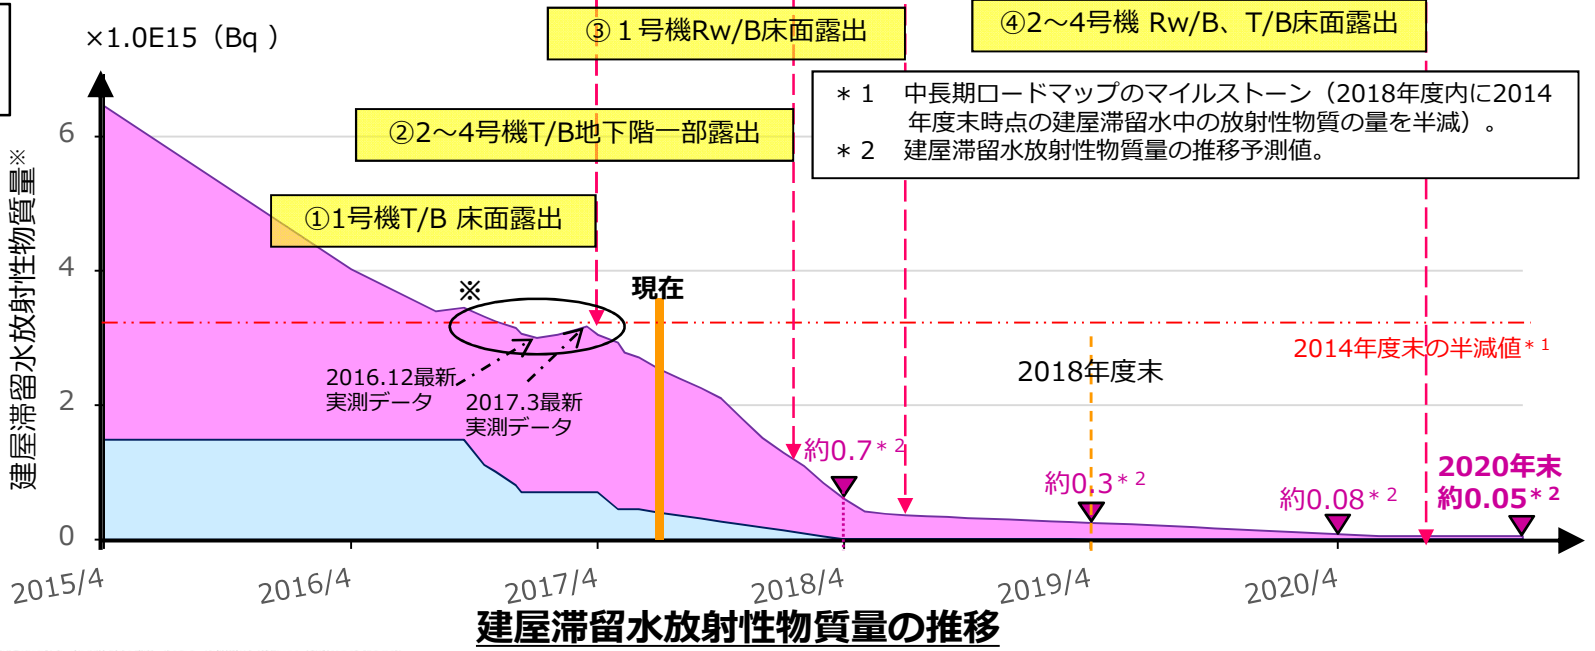 ③１号機Rw/B床面露出
④2～4号機 Rw/B、T/B床面露出
×1.0E15（Bq ）
＊1　中長期ロードマップのマイルストーン（2018年度内に2014
年度末時点の建屋滞留水中の放射性物質の量を半減）。
＊2　建屋滞留水放射性物質量の推移予測値。
②2～4号機T/B地下階一部露出
①1号機T/B 床面露出
建屋滞留水放射性物質量※
6
4
2
0
※
現在
2014年度末の半減値＊1
2016.12最新
実測データ
2017.3最新
実測データ
2018年度末
約0.7＊2
約0.3＊2
約0.08＊2
2020年末
約0.05＊2
2015/4
2016/4
2017/4
2018/4
2019/4
2020/4
建屋滞留水放射性物質量の推移